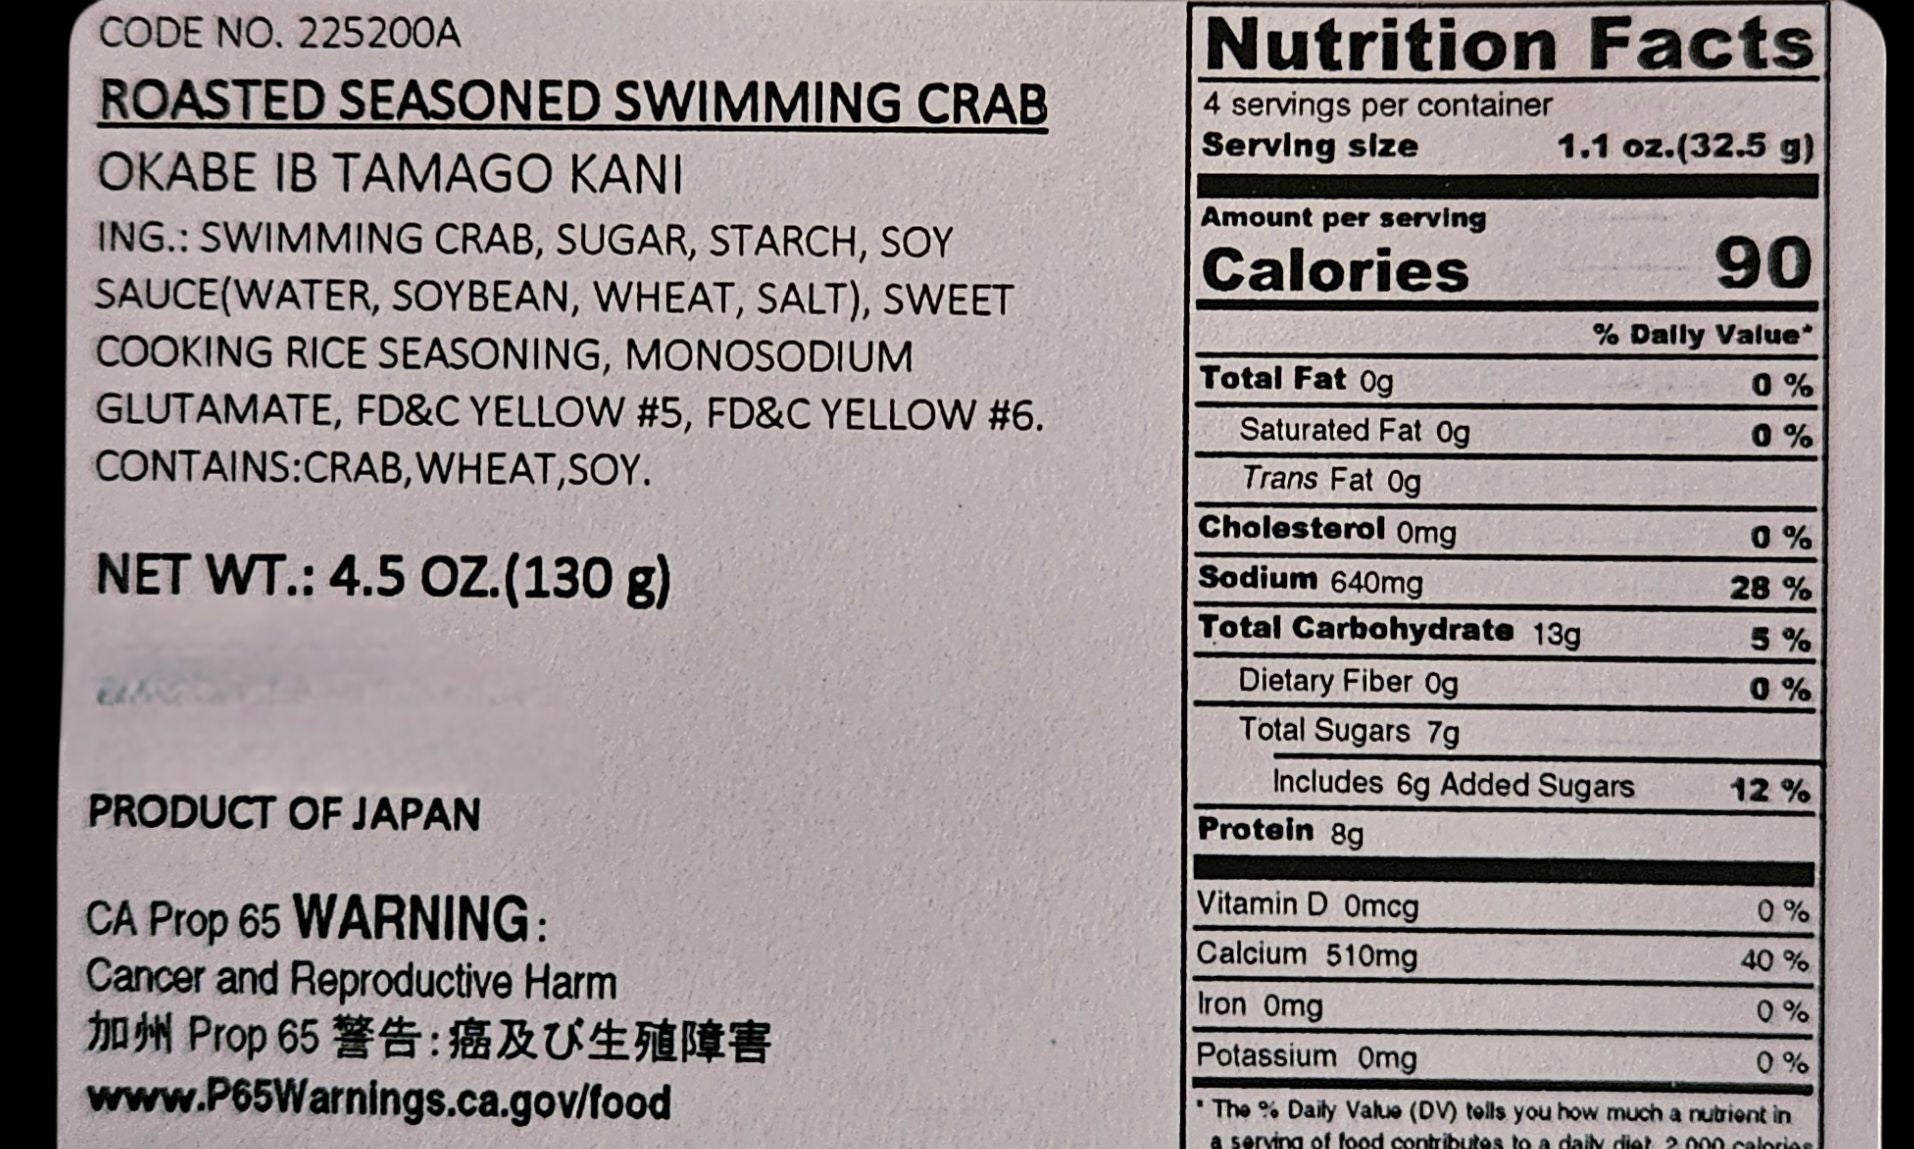 CODE NO. 225200A
ROASTED SEASONED SWIMMING CRAB
OKABE IB TAMAGO KANI
ING.: SWIMMING CRAB, SUGAR, STARCH, SOY
SAUCE(WATER, SOYBEAN, WHEAT, SALT), SWEET
COOKING RICE SEASONING, MONOSODIUM
GLUTAMATE, FD&C YELLOW #5, FD&C YELLOW #6.
CONTAINS:CRAB,WHEAT,SOY.
NET WT.: 4.5 OZ.(130 g)
PRODUCT OF JAPAN
CA Prop 65 WARNING:
Cancer and Reproductive Harm
加州 Prop 65 警告:癌及び生殖障害
www.P65Warnings.ca.gov/food
Nutrition Facts
4 servings per container
Serving size 1.1 oz.(32.5 g)
Amount per serving
Calories 90
% Daily Value*
Total Fat 0g 0 %
Saturated Fat 0g 0 %
Trans Fat 0g
Cholesterol 0mg 0 %
Sodium 640mg 28 %
Total Carbohydrate 13g 5 %
Dietary Fiber 0g 0 %
Total Sugars 7g
Includes 6g Added Sugars 12 %
Protein 8g
Vitamin D 0mcg 0 %
Calcium 510mg 40 %
Iron 0mg 0 %
Potassium 0mg 0 %
* The % Daily Value (DV) tells you how much a nutrient in
a serving of food contributes to a daily diet. 2,000 calories